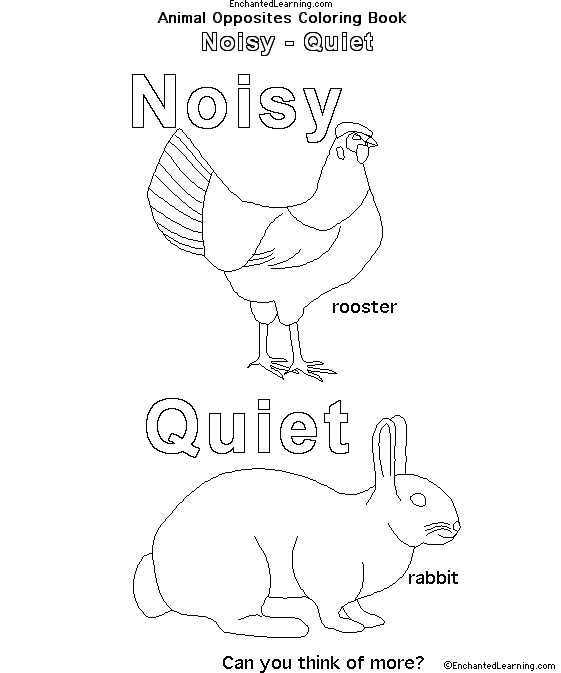 EnchantedLearning.com
Animal Opposites Coloring Book
Noisy - Quiet
Noisy
rooster
Quiet
rabbit
Can you think of more? ©EnchantedLearning.com